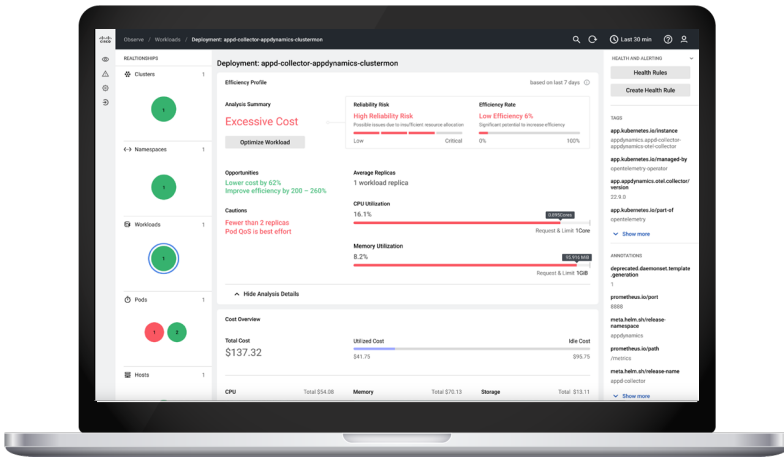 cisco
Observe / Workloads / Deployment: appd-collector-appdynamics-clustermon
Last 30 min
REALTIONSHIPS
Clusters 1
1
Namespaces 1
1
Workloads 1
1
Pods 1
1 2
Hosts 1
Deployment: appd-collector-appdynamics-clustermon
Efficiency Profile
based on last 7 days
Analysis Summary
Excessive Cost
Optimize Workload
Reliability Risk
High Reliability Risk
Possible issues due to insufficient resource allocation
Low Critical
Efficiency Rate
Low Efficiency 6%
Significant potential to increase efficiency
0% 100%
Opportunities
Lower cost by 62%
Improve efficiency by 200 – 260%
Cautions
Fewer than 2 replicas
Pod QoS is best effort
Average Replicas
1 workload replica
CPU Utilization
16.1%
0.695Cores
Request & Limit 1Core
Memory Utilization
8.2%
Request & Limit 1GIB
Hide Analysis Details
Cost Overview
Total Cost
$137.32
Utilized Cost Idle Cost
$41.75 $95.75
CPU Total $54.08
Memory Total $70.13
Storage Total $13.11
HEALTH AND ALERTING
Health Rules
Create Health Rule
TAGS
app.kubernetes.io/instance
appdynamics.appd-collector-
appdynamics.otel-collector
app.kubernetes.io/managed-by
opentelemetry-operator
app.appdynamics.otel.collector/
version
22.9.0
app.kubernetes.io/part-of
opentelemetry
Show more
ANNOTATIONS
deprecated.daemonset.template
.generation
1
prometheus.io/port
8888
meta.helm.sh/release-
namespace
appdynamics
prometheus.io/path
/metrics
meta.helm.sh/release-name
appd-collector
Show more